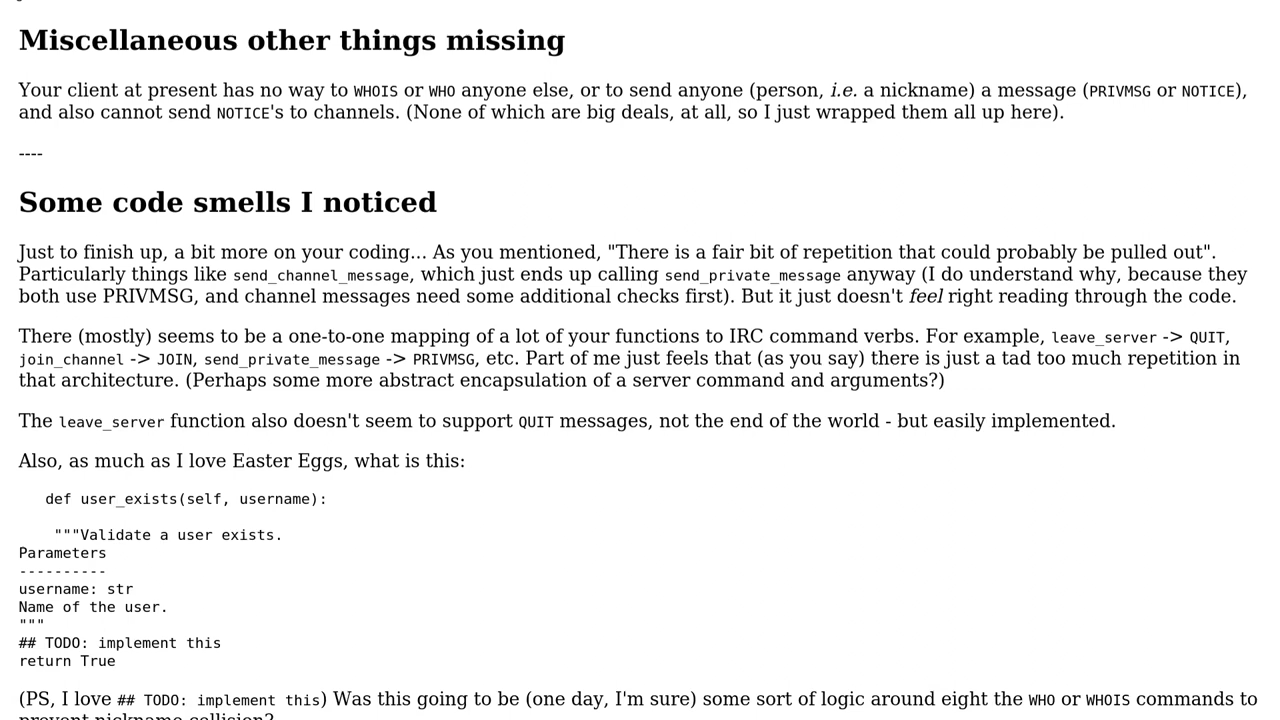 Miscellaneous other things missing
Your client at present has no way to WHOIS or WHO anyone else, or to send anyone (person, i.e. a nickname) a message (PRIVMSG or NOTICE),
and also cannot send NOTICE's to channels. (None of which are big deals, at all, so I just wrapped them all up here).
----
Some code smells I noticed
Just to finish up, a bit more on your coding... As you mentioned, "There is a fair bit of repetition that could probably be pulled out".
Particularly things like send_channel_message, which just ends up calling send_private_message anyway (I do understand why, because they
both use PRIVMSG, and channel messages need some additional checks first). But it just doesn't feel right reading through the code.
There (mostly) seems to be a one-to-one mapping of a lot of your functions to IRC command verbs. For example, leave_server -> QUIT,
join_channel -> JOIN, send_private_message -> PRIVMSG, etc. Part of me just feels that (as you say) there is just a tad too much repetition in
that architecture. (Perhaps some more abstract encapsulation of a server command and arguments?)
The leave_server function also doesn't seem to support QUIT messages, not the end of the world - but easily implemented.
Also, as much as I love Easter Eggs, what is this:
def user_exists(self, username):
"""Validate a user exists.
Parameters
----------
username: str
Name of the user.
"""
## TODO: implement this
return True
(PS, I love ## TODO: implement this) Was this going to be (one day, I'm sure) some sort of logic around eight the WHO or WHOIS commands to
prevent nickname collision?